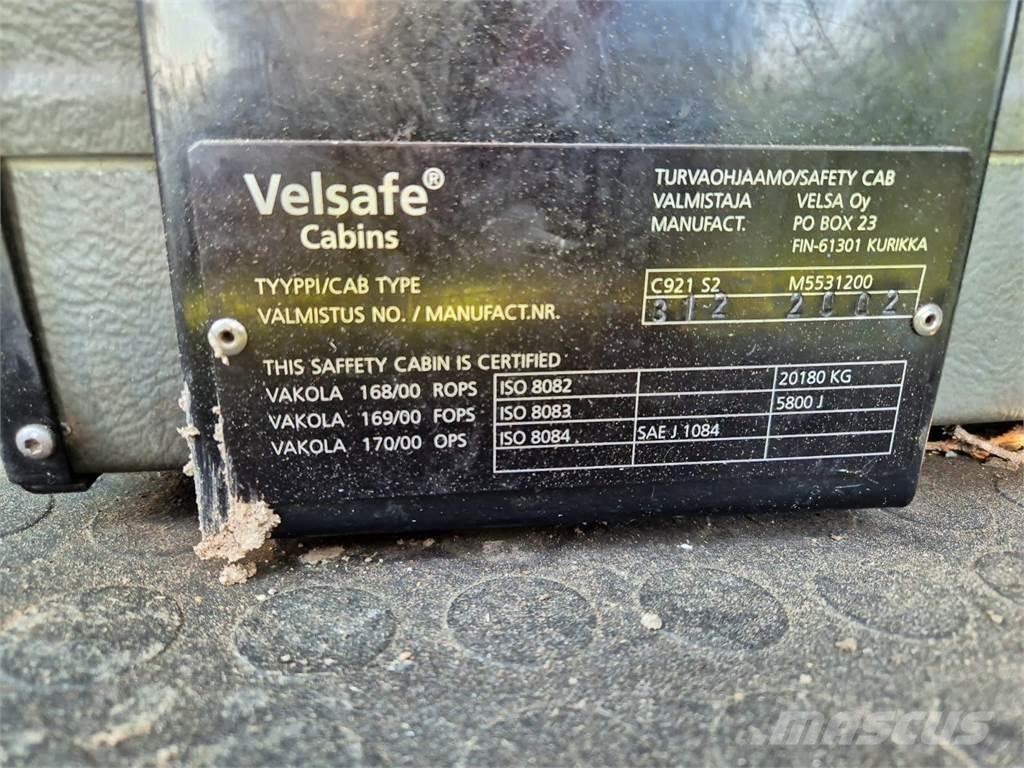 Velsafe®
Cabins
TURVAOHJAAMO/SAFETY CAB
VALMISTAJA VELSA Oy
MANUFACT. PO BOX 23
FIN-61301 KURIKKA
TYYPPI/CAB TYPE C921 S2 M5531200
VALMISTUS NO. / MANUFACT.NR. 312 2002
THIS SAFFETY CABIN IS CERTIFIED
VAKOLA 168/00 ROPS ISO 8082 20180 KG
VAKOLA 169/00 FOPS ISO 8083 5800 J
VAKOLA 170/00 OPS ISO 8084 SAE J 1084
MASCUS